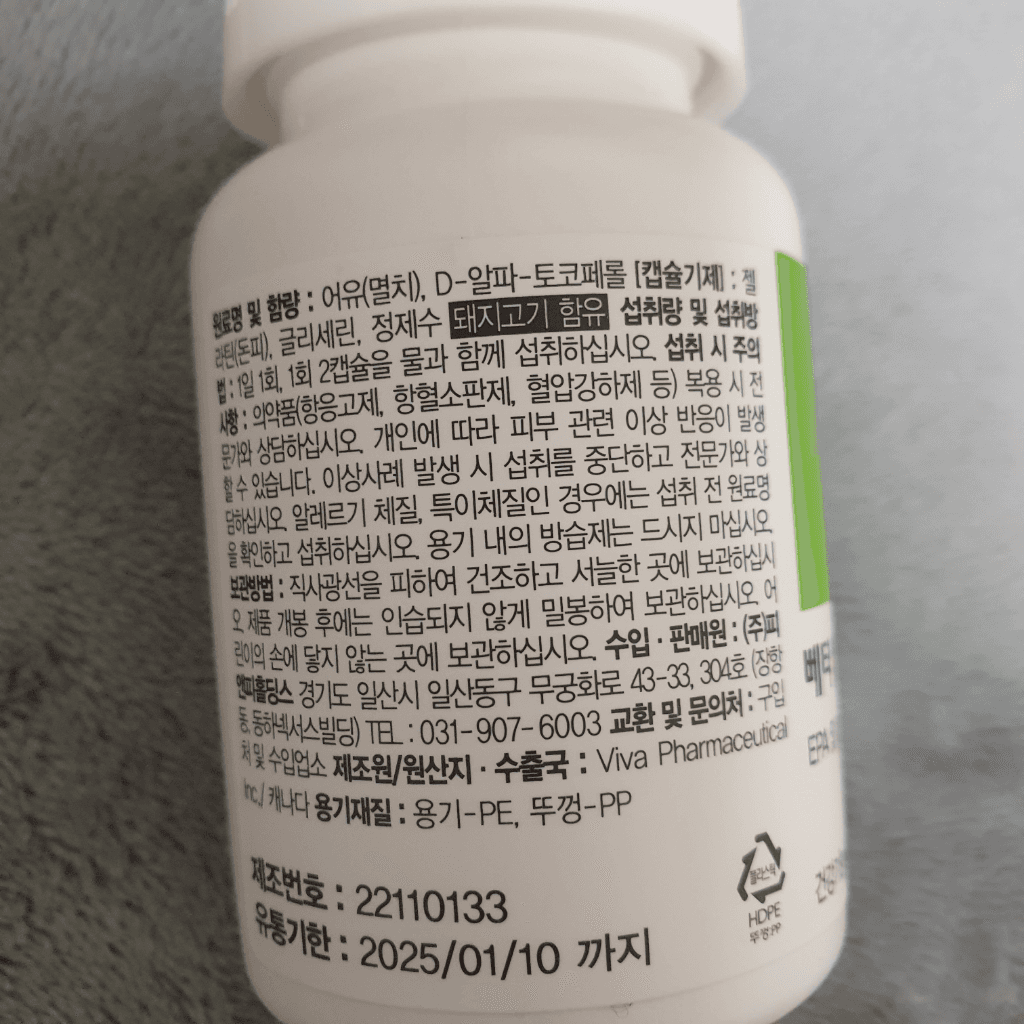 원료명 및 함량 : 어유(멸치), D-알파-토코페롤 [캡슐기제] : 젤
라틴(돈피), 글리세린, 정제수 돼지고기 함유 섭취량 및 섭취방
법 : 1일 1회, 1회 2캡슐을 물과 함께 섭취하십시오. 섭취 시 주의
사항 : 의약품(항응고제, 항혈소판제, 혈압강하제 등) 복용 시 전
문가와 상담하십시오. 개인에 따라 피부 관련 이상 반응이 발생
할 수 있습니다. 이상사례 발생 시 섭취를 중단하고 전문가와 상
담하십시오. 알레르기 체질, 특이체질인 경우에는 섭취 전 원료명
을 확인하고 섭취하십시오. 용기 내의 방습제는 드시지 마십시오.
보관방법 : 직사광선을 피하여 건조하고 서늘한 곳에 보관하십시
오. 제품 개봉 후에는 인습되지 않게 밀봉하여 보관하십시오. 어
린이의 손에 닿지 않는 곳에 보관하십시오. 수입 · 판매원 : (주)피
엔피홀딩스 경기도 일산시 일산동구 무궁화로 43-33, 304호 (장항
동, 동하넥서스빌딩) TEL : 031-907-6003 교환 및 문의처 : 구입
처 및 수입업소 제조원/원산지 · 수출국 : Viva Pharmaceutical
Inc./ 캐나다 용기재질 : 용기-PE, 뚜껑-PP
제조번호 : 22110133
유통기한 : 2025/01/10 까지
플라스틱
HDPE
뚜껑:PP
베타
EPA
건강